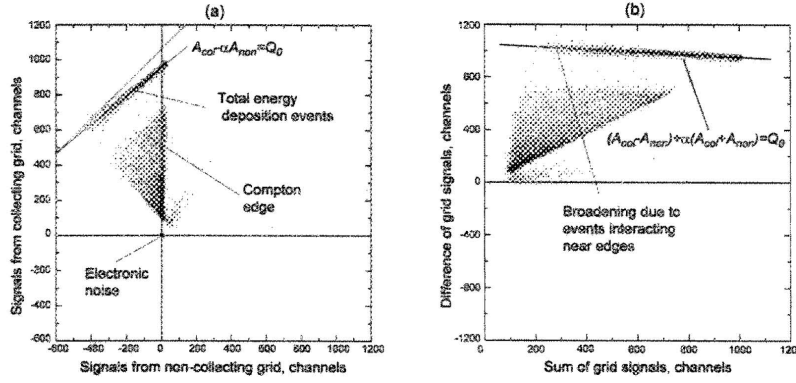 (a)
1200
1000
800
600
400
200
0
-200
-400
-600
-600 -400 -200 0 200 400 600 800 1000 1200
Signals from collecting grid, channels
Signals from non-collecting grid, channels
A_col-αA_non=Q_0
Total energy
deposition events
Compton
edge
Electronic
noise
(b)
1200
800
400
0
-400
-800
-1200
0 200 400 600 800 1000 1200
Difference of grid signals, channels
Sum of grid signals, channels
(A_col-A_non)+α(A_col+A_non)=Q_0
Broadening due to
events interacting
near edges